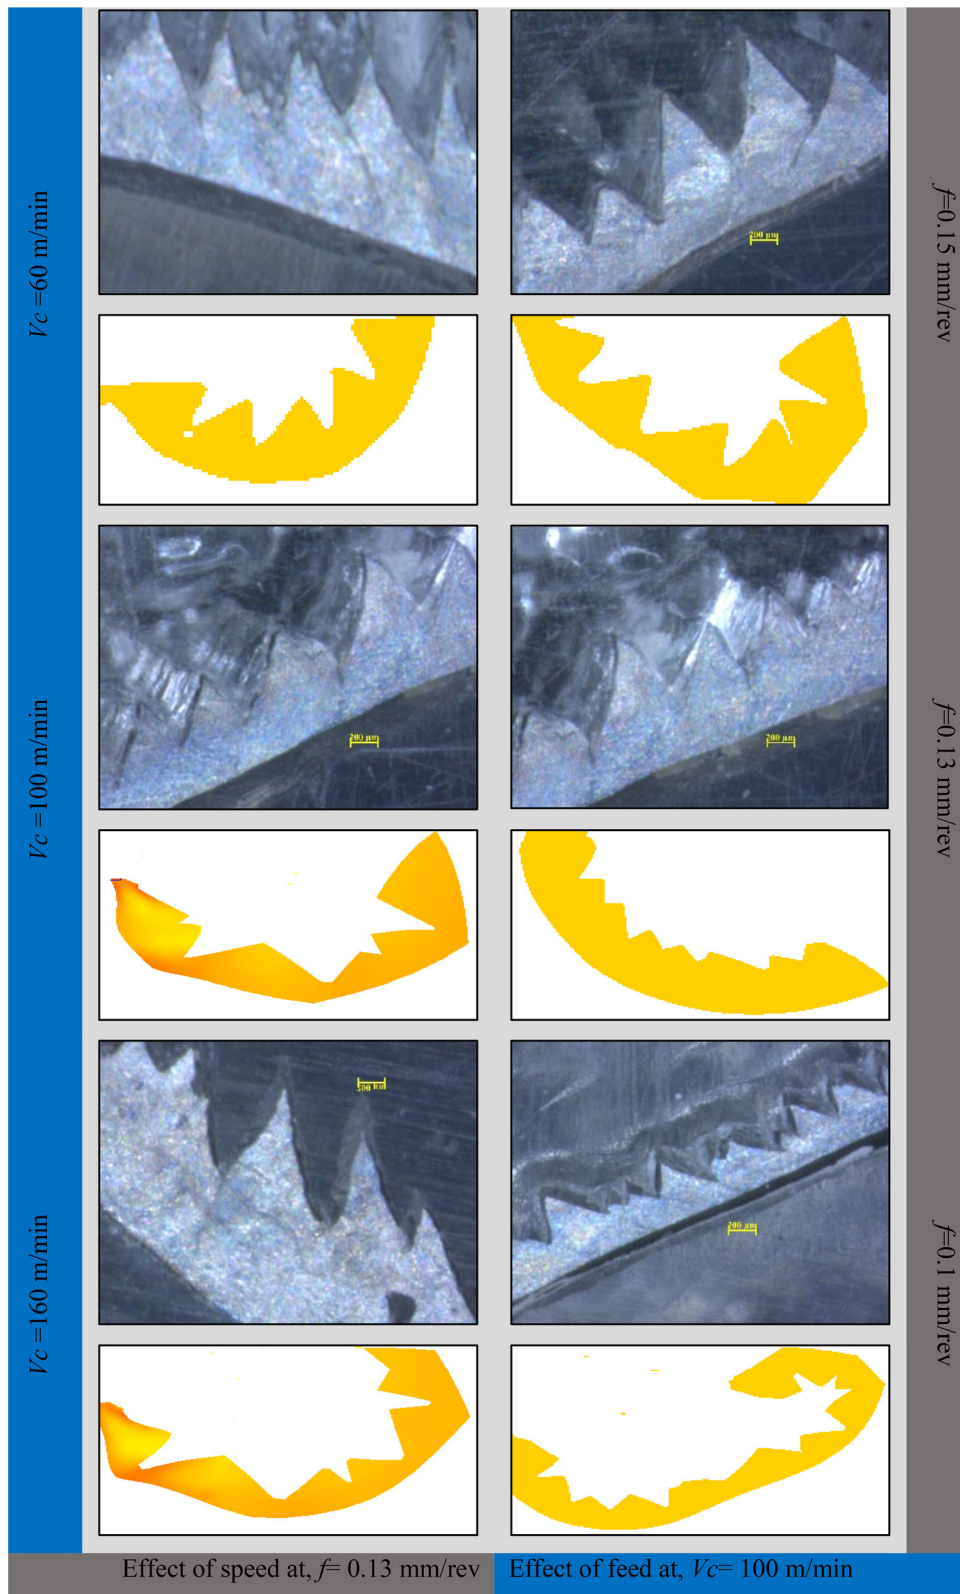 Vc =60 m/min
f=0.15 mm/rev
200 µm
Vc =100 m/min
200 µm
200 µm
f=0.13 mm/rev
Vc =160 m/min
200 µm
200 µm
f=0.1 mm/rev
Effect of speed at, f= 0.13 mm/rev
Effect of feed at, Vc= 100 m/min